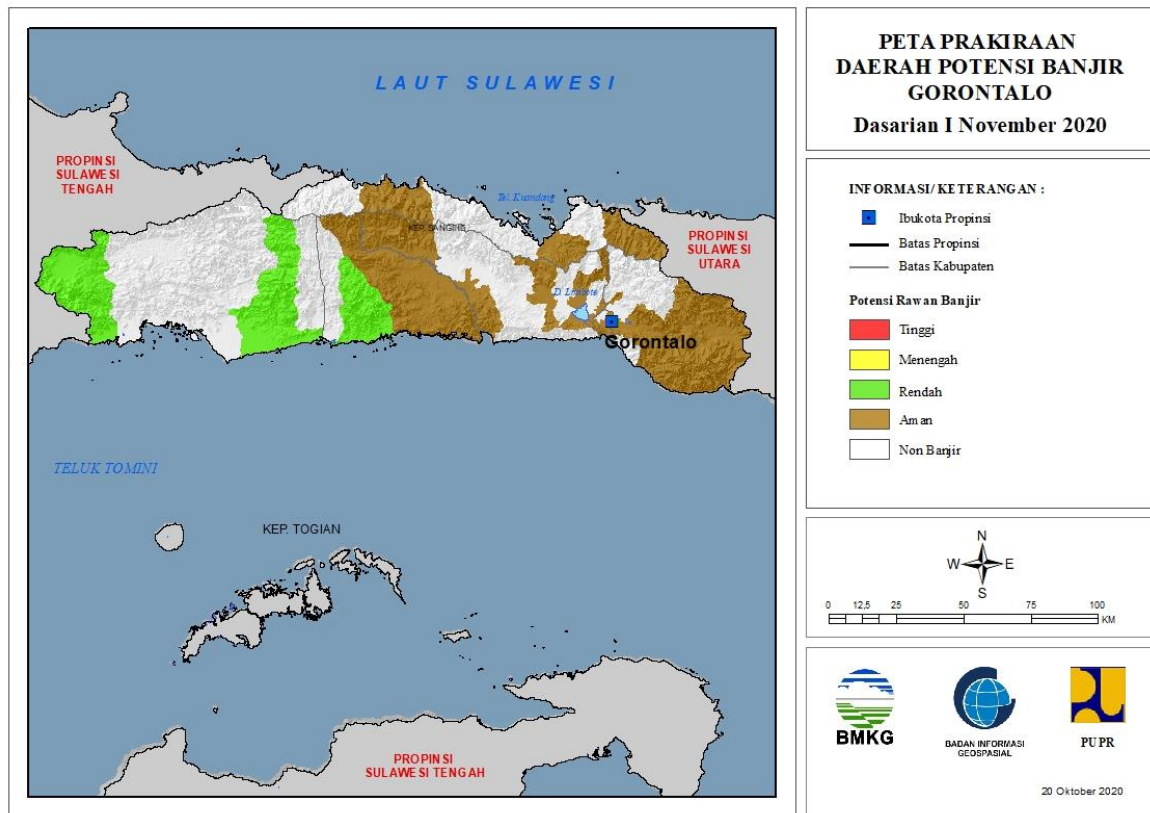 LAUT SULAWESI
PROPINSI
SULAWESI
TENGAH
Tel. Kuandang
KEP. SANGIHE
PROPINSI
SULAWESI
UTARA
D. Limboto
Gorontalo
TELUK TOMINI
KEP. TOGIAN
PROPINSI
SULAWESI TENGAH
PETA PRAKIRAAN
DAERAH POTENSI BANJIR
GORONTALO
Dasarian I November 2020
INFORMASI/ KETERANGAN :
Ibukota Propinsi
Batas Propinsi
Batas Kabupaten
Potensi Rawan Banjir
Tinggi
Menengah
Rendah
Aman
Non Banjir
N
W E
S
0 12,5 25 50 75 100
KM
BMKG
BADAN INFORMASI
GEOSPASIAL
PUPR
20 Oktober 2020